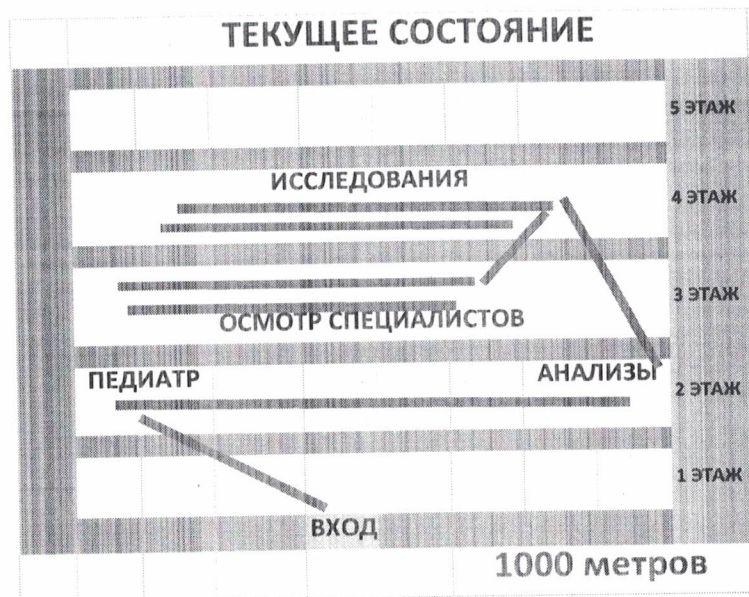 ТЕКУЩЕЕ СОСТОЯНИЕ
5 ЭТАЖ
ИССЛЕДОВАНИЯ
4 ЭТАЖ
3 ЭТАЖ
ОСМОТР СПЕЦИАЛИСТОВ
ПЕДИАТР
АНАЛИЗЫ
2 ЭТАЖ
1 ЭТАЖ
ВХОД
1000 метров